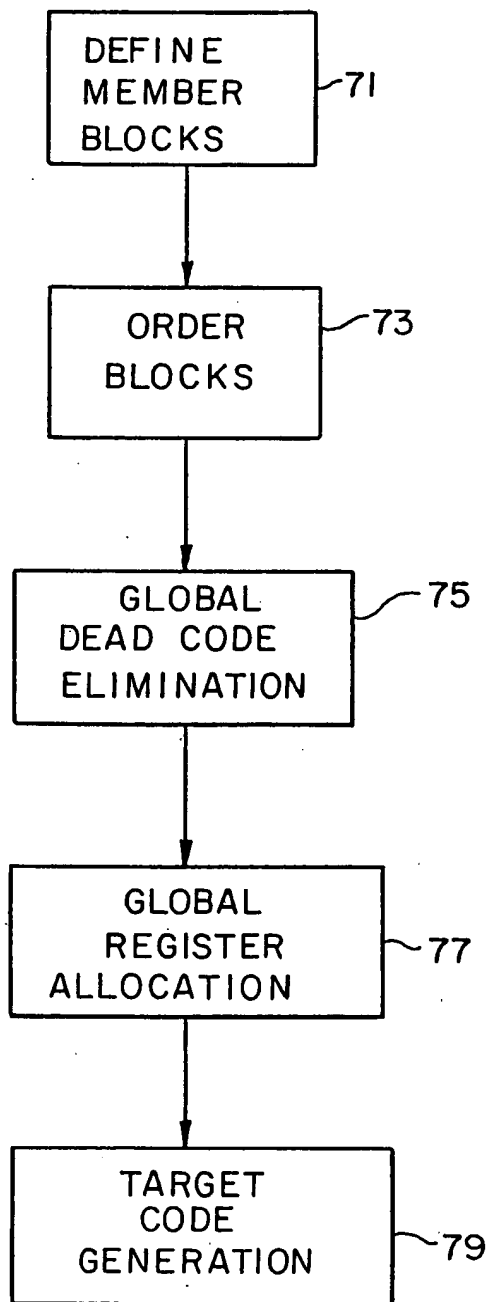 DEFINE
MEMBER
BLOCKS
71
ORDER
BLOCKS
73
GLOBAL
DEAD CODE
ELIMINATION
75
GLOBAL
REGISTER
ALLOCATION
77
TARGET
CODE
GENERATION
79